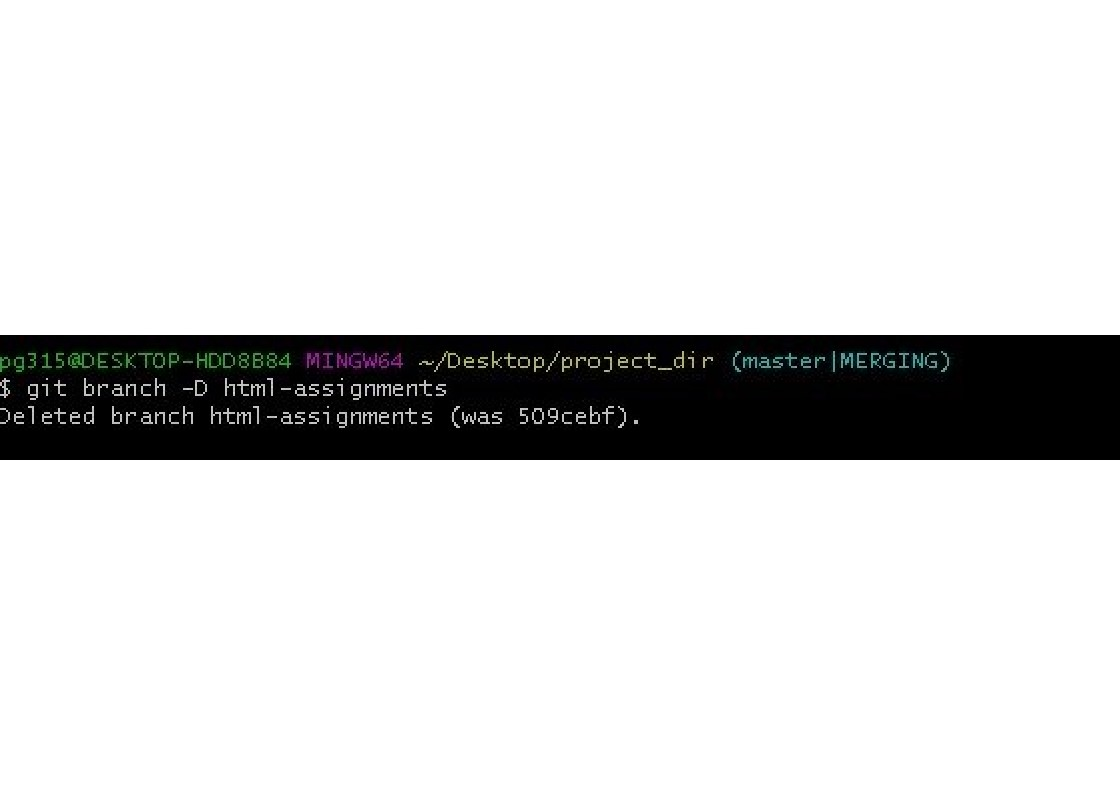 pg315@DESKTOP-HDD8B84 MINGW64 ~/Desktop/project_dir (master|MERGING)
$ git branch -D html-assignments
Deleted branch html-assignments (was 509cebf).